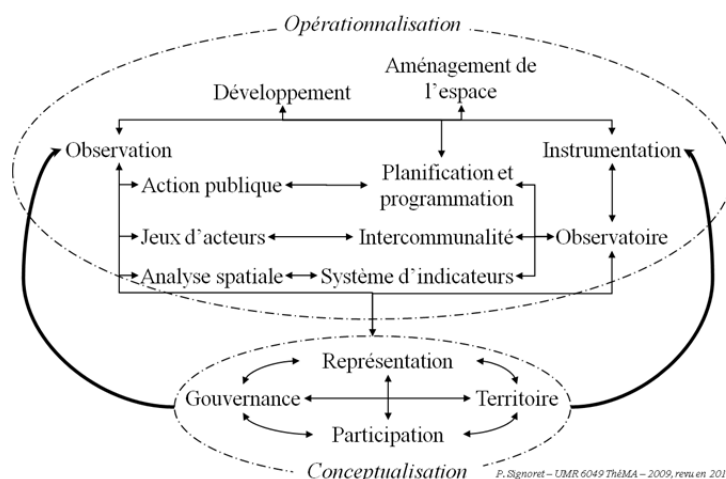 Opérationnalisation
Aménagement de
l'espace
Développement
Observation
Planification et
programmation
Instrumentation
Action publique
Jeux d'acteurs
Intercommunalité
Observatoire
Analyse spatiale
Système d'indicateurs
Représentation
Gouvernance
Territoire
Participation
Conceptualisation
P. Signoret – UMR 6049 ThéMA – 2009, revu en 201